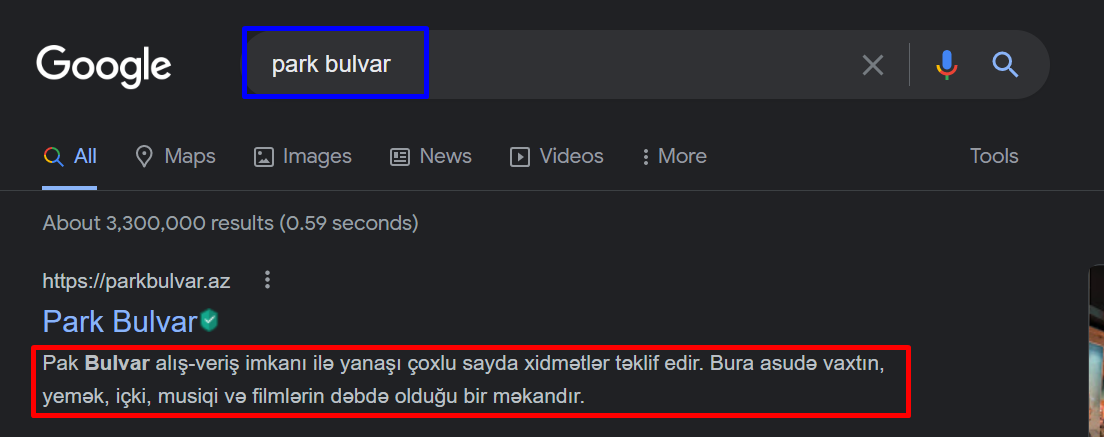 Google
park bulvar
All Maps Images News Videos More Tools
About 3,300,000 results (0.59 seconds)
https://parkbulvar.az
Park Bulvar
Pak Bulvar alış-veriş imkanı ilə yanaşı çoxlu sayda xidmətlər təklif edir. Bura asudə vaxtın,
yemək, içki, musiqi və filmlərin dəbdə olduğu bir məkandır.